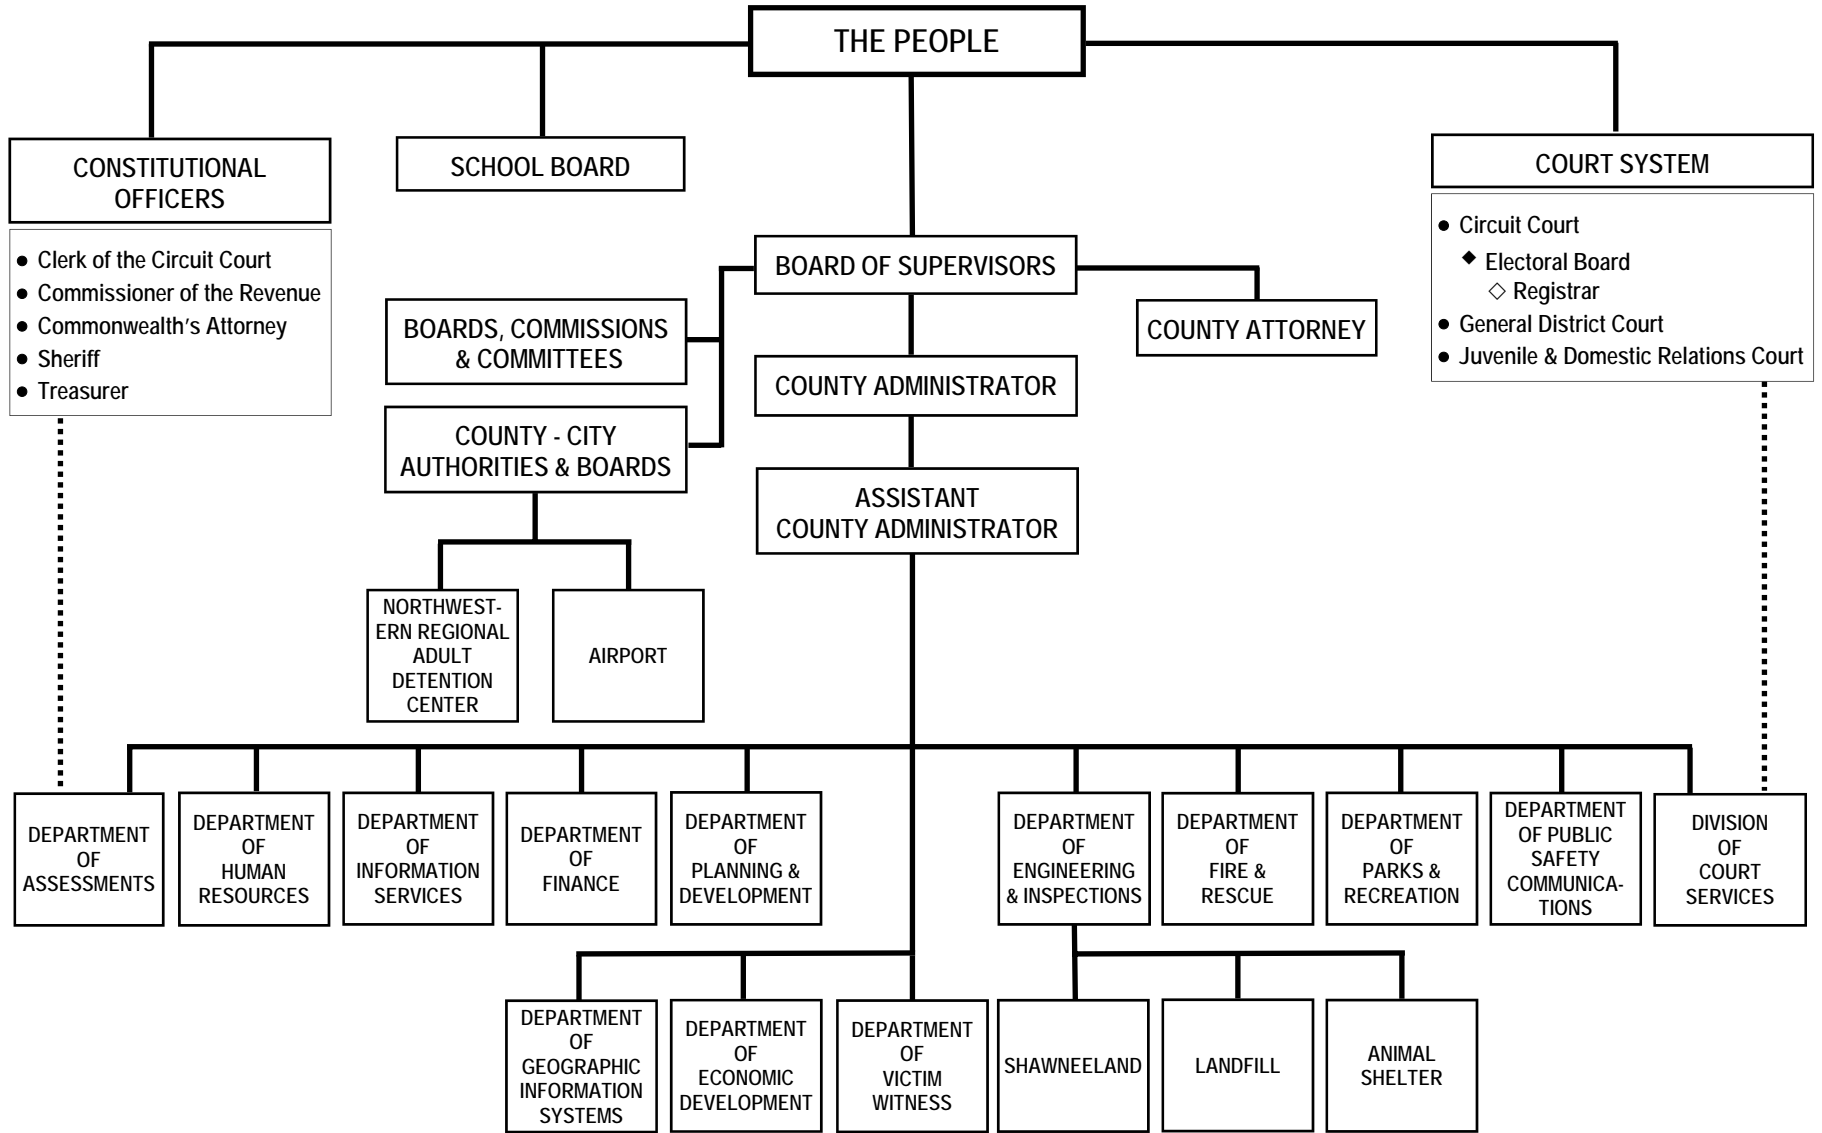 THE PEOPLE
CONSTITUTIONAL
OFFICERS
● Clerk of the Circuit Court
● Commissioner of the Revenue
● Commonwealth’s Attorney
● Sheriff
● Treasurer
SCHOOL BOARD
COURT SYSTEM
● Circuit Court
◆ Electoral Board
◇ Registrar
● General District Court
● Juvenile & Domestic Relations Court
BOARD OF SUPERVISORS
BOARDS, COMMISSIONS
& COMMITTEES
COUNTY ATTORNEY
COUNTY ADMINISTRATOR
COUNTY - CITY
AUTHORITIES & BOARDS
ASSISTANT
COUNTY ADMINISTRATOR
NORTHWEST-
ERN REGIONAL
ADULT
DETENTION
CENTER
AIRPORT
DEPARTMENT
OF
ASSESSMENTS
DEPARTMENT
OF
HUMAN
RESOURCES
DEPARTMENT
OF
INFORMATION
SERVICES
DEPARTMENT
OF
FINANCE
DEPARTMENT
OF
PLANNING &
DEVELOPMENT
DEPARTMENT
OF
ENGINEERING
& INSPECTIONS
DEPARTMENT
OF
FIRE &
RESCUE
DEPARTMENT
OF
PARKS &
RECREATION
DEPARTMENT
OF PUBLIC
SAFETY
COMMUNICA-
TIONS
DIVISION
OF
COURT
SERVICES
DEPARTMENT
OF
GEOGRAPHIC
INFORMATION
SYSTEMS
DEPARTMENT
OF
ECONOMIC
DEVELOPMENT
DEPARTMENT
OF
VICTIM
WITNESS
SHAWNEELAND
LANDFILL
ANIMAL
SHELTER